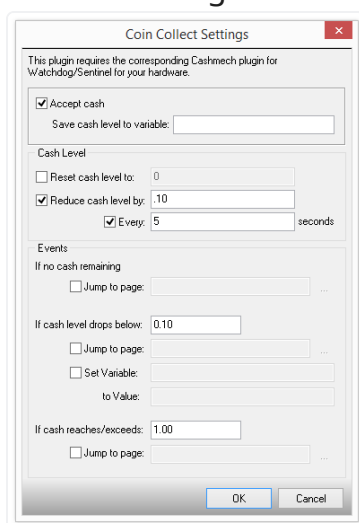 Coin Collect Settings
This plugin requires the corresponding Cashmech plugin for
Watchdog/Sentinel for your hardware.
Accept cash
Save cash level to variable:
Cash Level
Reset cash level to: 0
Reduce cash level by: .10
Every: 5 seconds
Events
If no cash remaining
Jump to page: ...
If cash level drops below: 0.10
Jump to page: ...
Set Variable:
to Value:
If cash reaches/exceeds: 1.00
Jump to page: ...
OK Cancel